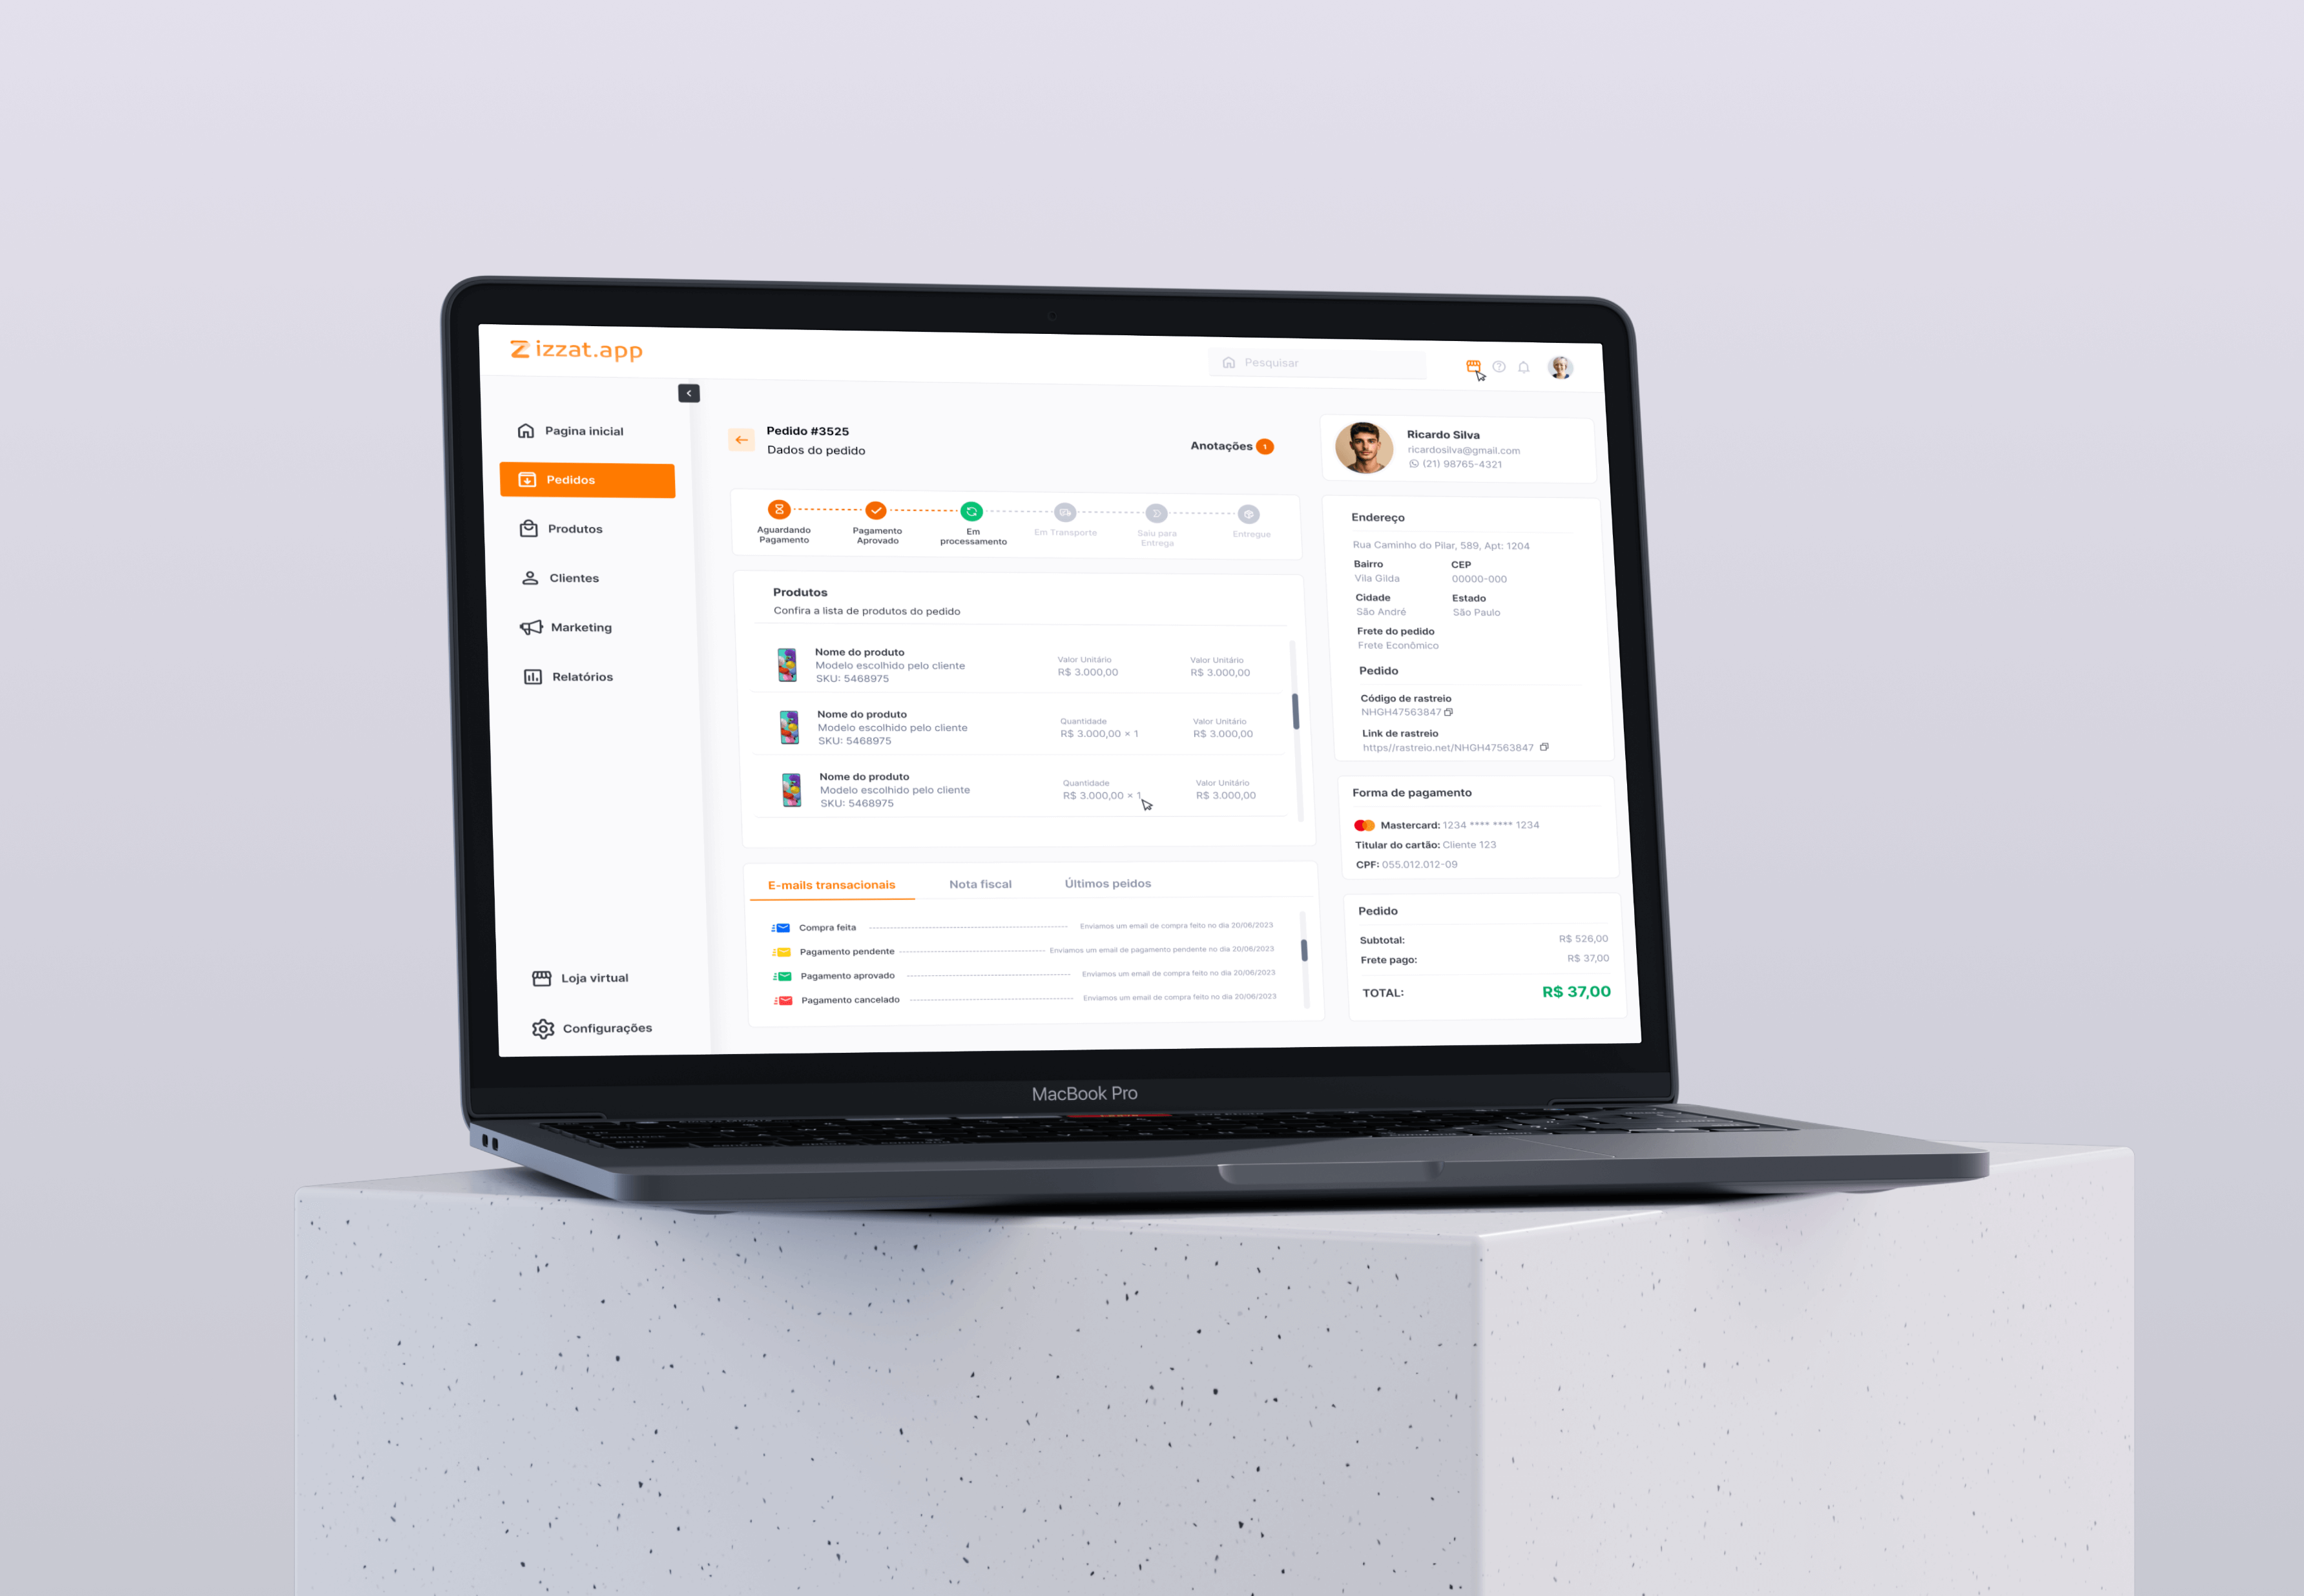 izzat.app
Pesquisar
Pagina inicial
Pedidos
Produtos
Clientes
Marketing
Relatórios
Loja virtual
Configurações
Pedido #3525
Dados do pedido
Anotações 1
Aguardando
Pagamento
Pagamento
Aprovado
Em
processamento
Em Transporte
Saiu para
Entrega
Entregue
Produtos
Confira a lista de produtos do pedido
Nome do produto
Modelo escolhido pelo cliente
SKU: 5468975
Valor Unitário
R$ 3.000,00
Valor Unitário
R$ 3.000,00
Nome do produto
Modelo escolhido pelo cliente
SKU: 5468975
Quantidade
R$ 3.000,00 × 1
Valor Unitário
R$ 3.000,00
Nome do produto
Modelo escolhido pelo cliente
SKU: 5468975
Quantidade
R$ 3.000,00 × 1
Valor Unitário
R$ 3.000,00
E-mails transacionais Nota fiscal Últimos peidos
Compra feita Enviamos um email de compra feito no dia 20/06/2023
Pagamento pendente Enviamos um email de pagamento pendente no dia 20/06/2023
Pagamento aprovado Enviamos um email de compra feito no dia 20/06/2023
Pagamento cancelado Enviamos um email de compra feito no dia 20/06/2023
Ricardo Silva
ricardosilva@gmail.com
(21) 98765-4321
Endereço
Rua Caminho do Pilar, 589, Apt: 1204
Bairro CEP
Vila Gilda 00000-000
Cidade Estado
São André São Paulo
Frete do pedido
Frete Econômico
Pedido
Código de rastreio
NHGH47563847
Link de rastreio
https//rastreio.net/NHGH47563847
Forma de pagamento
Mastercard: 1234 **** **** 1234
Titular do cartão: Cliente 123
CPF: 055.012.012-09
Pedido
Subtotal: R$ 526,00
Frete pago: R$ 37,00
TOTAL: R$ 37,00
MacBook Pro